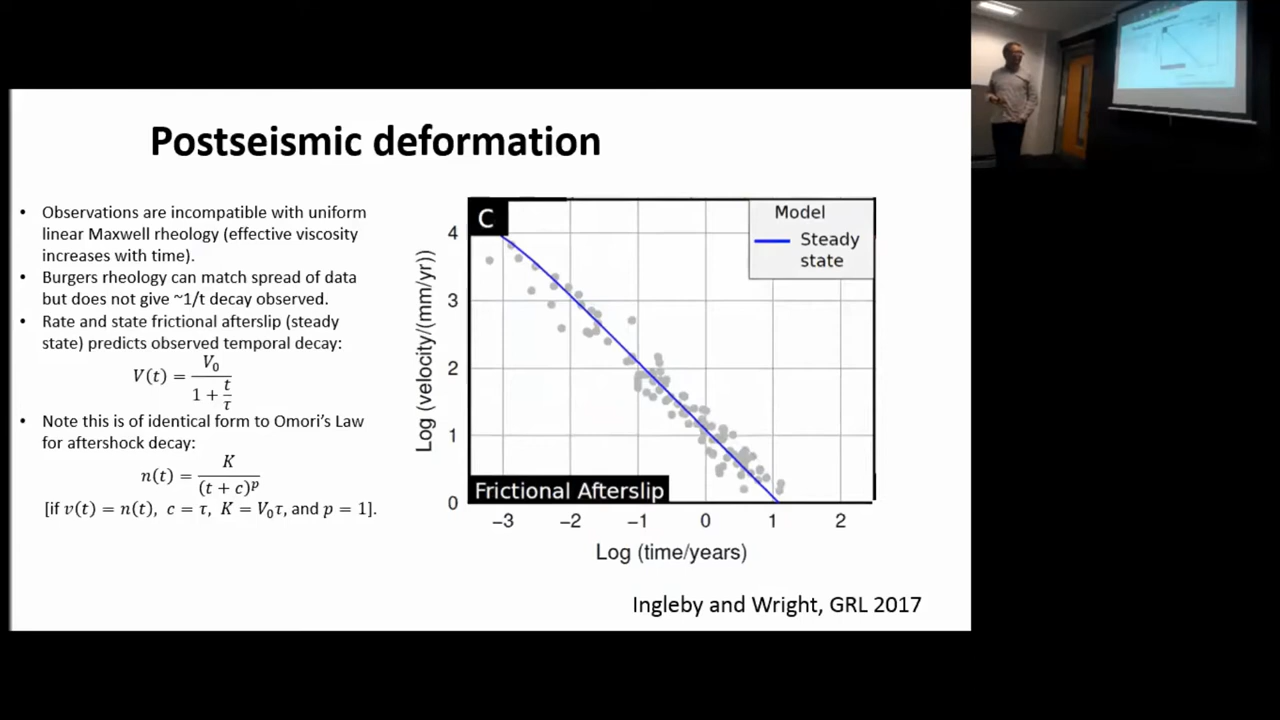 Postseismic deformation
• Observations are incompatible with uniform
linear Maxwell rheology (effective viscosity
increases with time).
• Burgers rheology can match spread of data
but does not give ~1/t decay observed.
• Rate and state frictional afterslip (steady
state) predicts observed temporal decay:
V(t) = V₀ / (1 + t/τ)
• Note this is of identical form to Omori's Law
for aftershock decay:
n(t) = K / (t + c)ᵖ
[if v(t) = n(t), c = τ, K = V₀τ, and p = 1].
C
Model
Steady
state
Log (velocity/(mm/yr))
4
3
2
1
0
Frictional Afterslip
−3 −2 −1 0 1 2
Log (time/years)
Ingleby and Wright, GRL 2017